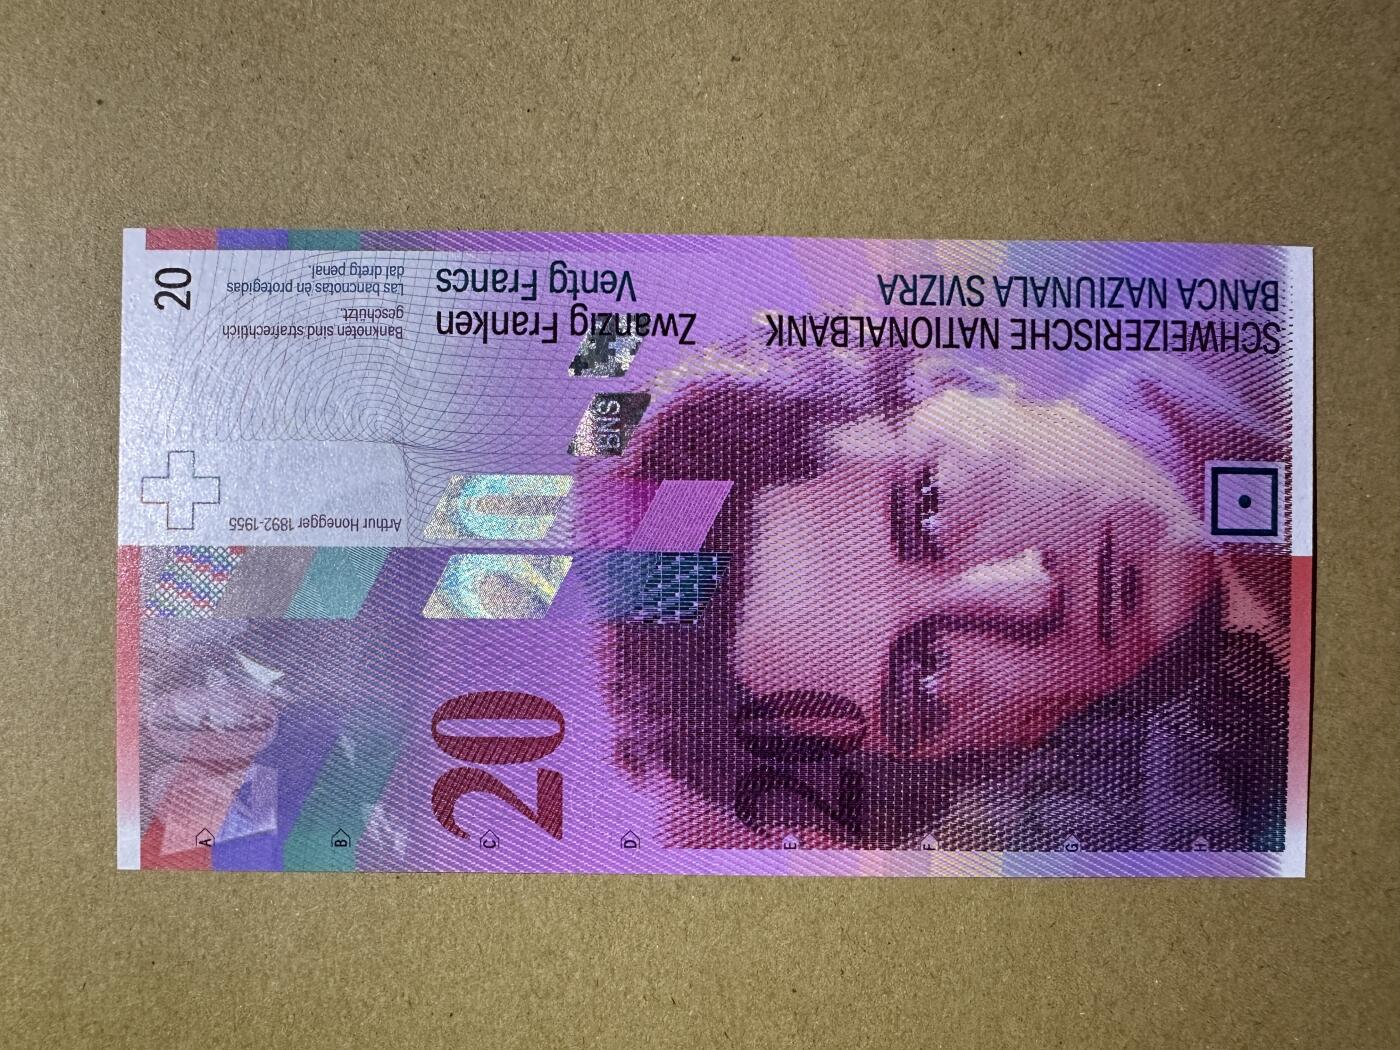 SCHWEIZERISCHE NATIONALBANK
BANCA NAZIUNALA SVIZRA
Zwanzig Franken
Ventg Francs
Banknoten sind strafrechtlich
geschützt.
Las bancnotas èn protegidas
dal dretg penal.
Arthur Honegger 1892-1955
20
20
20
SNB
BNS
A
B
C
D
E
F
G
H